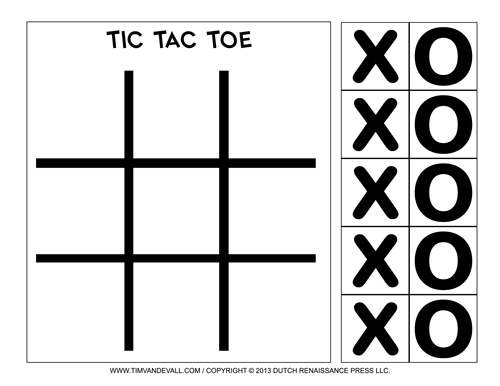 TIC TAC TOE
X O
X O
X O
X O
X O
WWW.TIMVANDEVALL.COM / COPYRIGHT © 2013 DUTCH RENAISSANCE PRESS LLC.